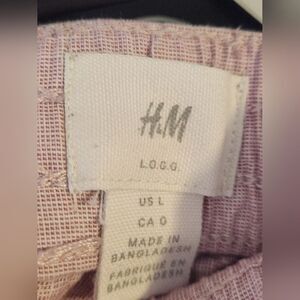 H&M
L.O.G.G.
US L
CA G
MADE IN
BANGLADESH
FABRIQUÉ EN
BANGLADESH